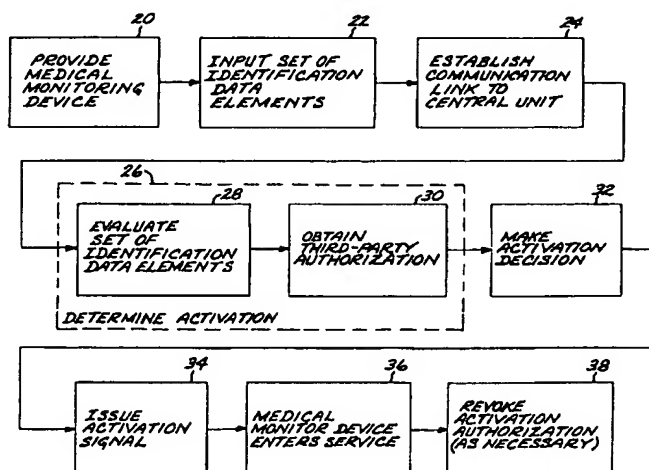 20
PROVIDE
MEDICAL
MONITORING
DEVICE
22
INPUT SET OF
IDENTIFICATION
DATA
ELEMENTS
24
ESTABLISH
COMMUNICATION
LINK TO
CENTRAL UNIT
26
28
EVALUATE
SET OF
IDENTIFICATION
DATA ELEMENTS
30
OBTAIN
THIRD-PARTY
AUTHORIZATION
DETERMINE ACTIVATION
32
MAKE
ACTIVATION
DECISION
34
ISSUE
ACTIVATION
SIGNAL
36
MEDICAL
MONITOR DEVICE
ENTERS SERVICE
38
REVOKE
ACTIVATION
AUTHORIZATION
(AS NECESSARY)